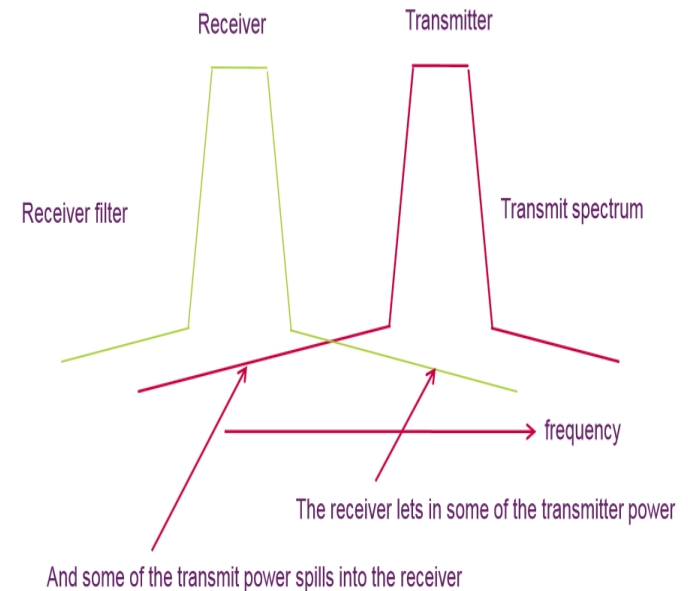 Receiver
Transmitter
Receiver filter
Transmit spectrum
frequency
The receiver lets in some of the transmitter power
And some of the transmit power spills into the receiver